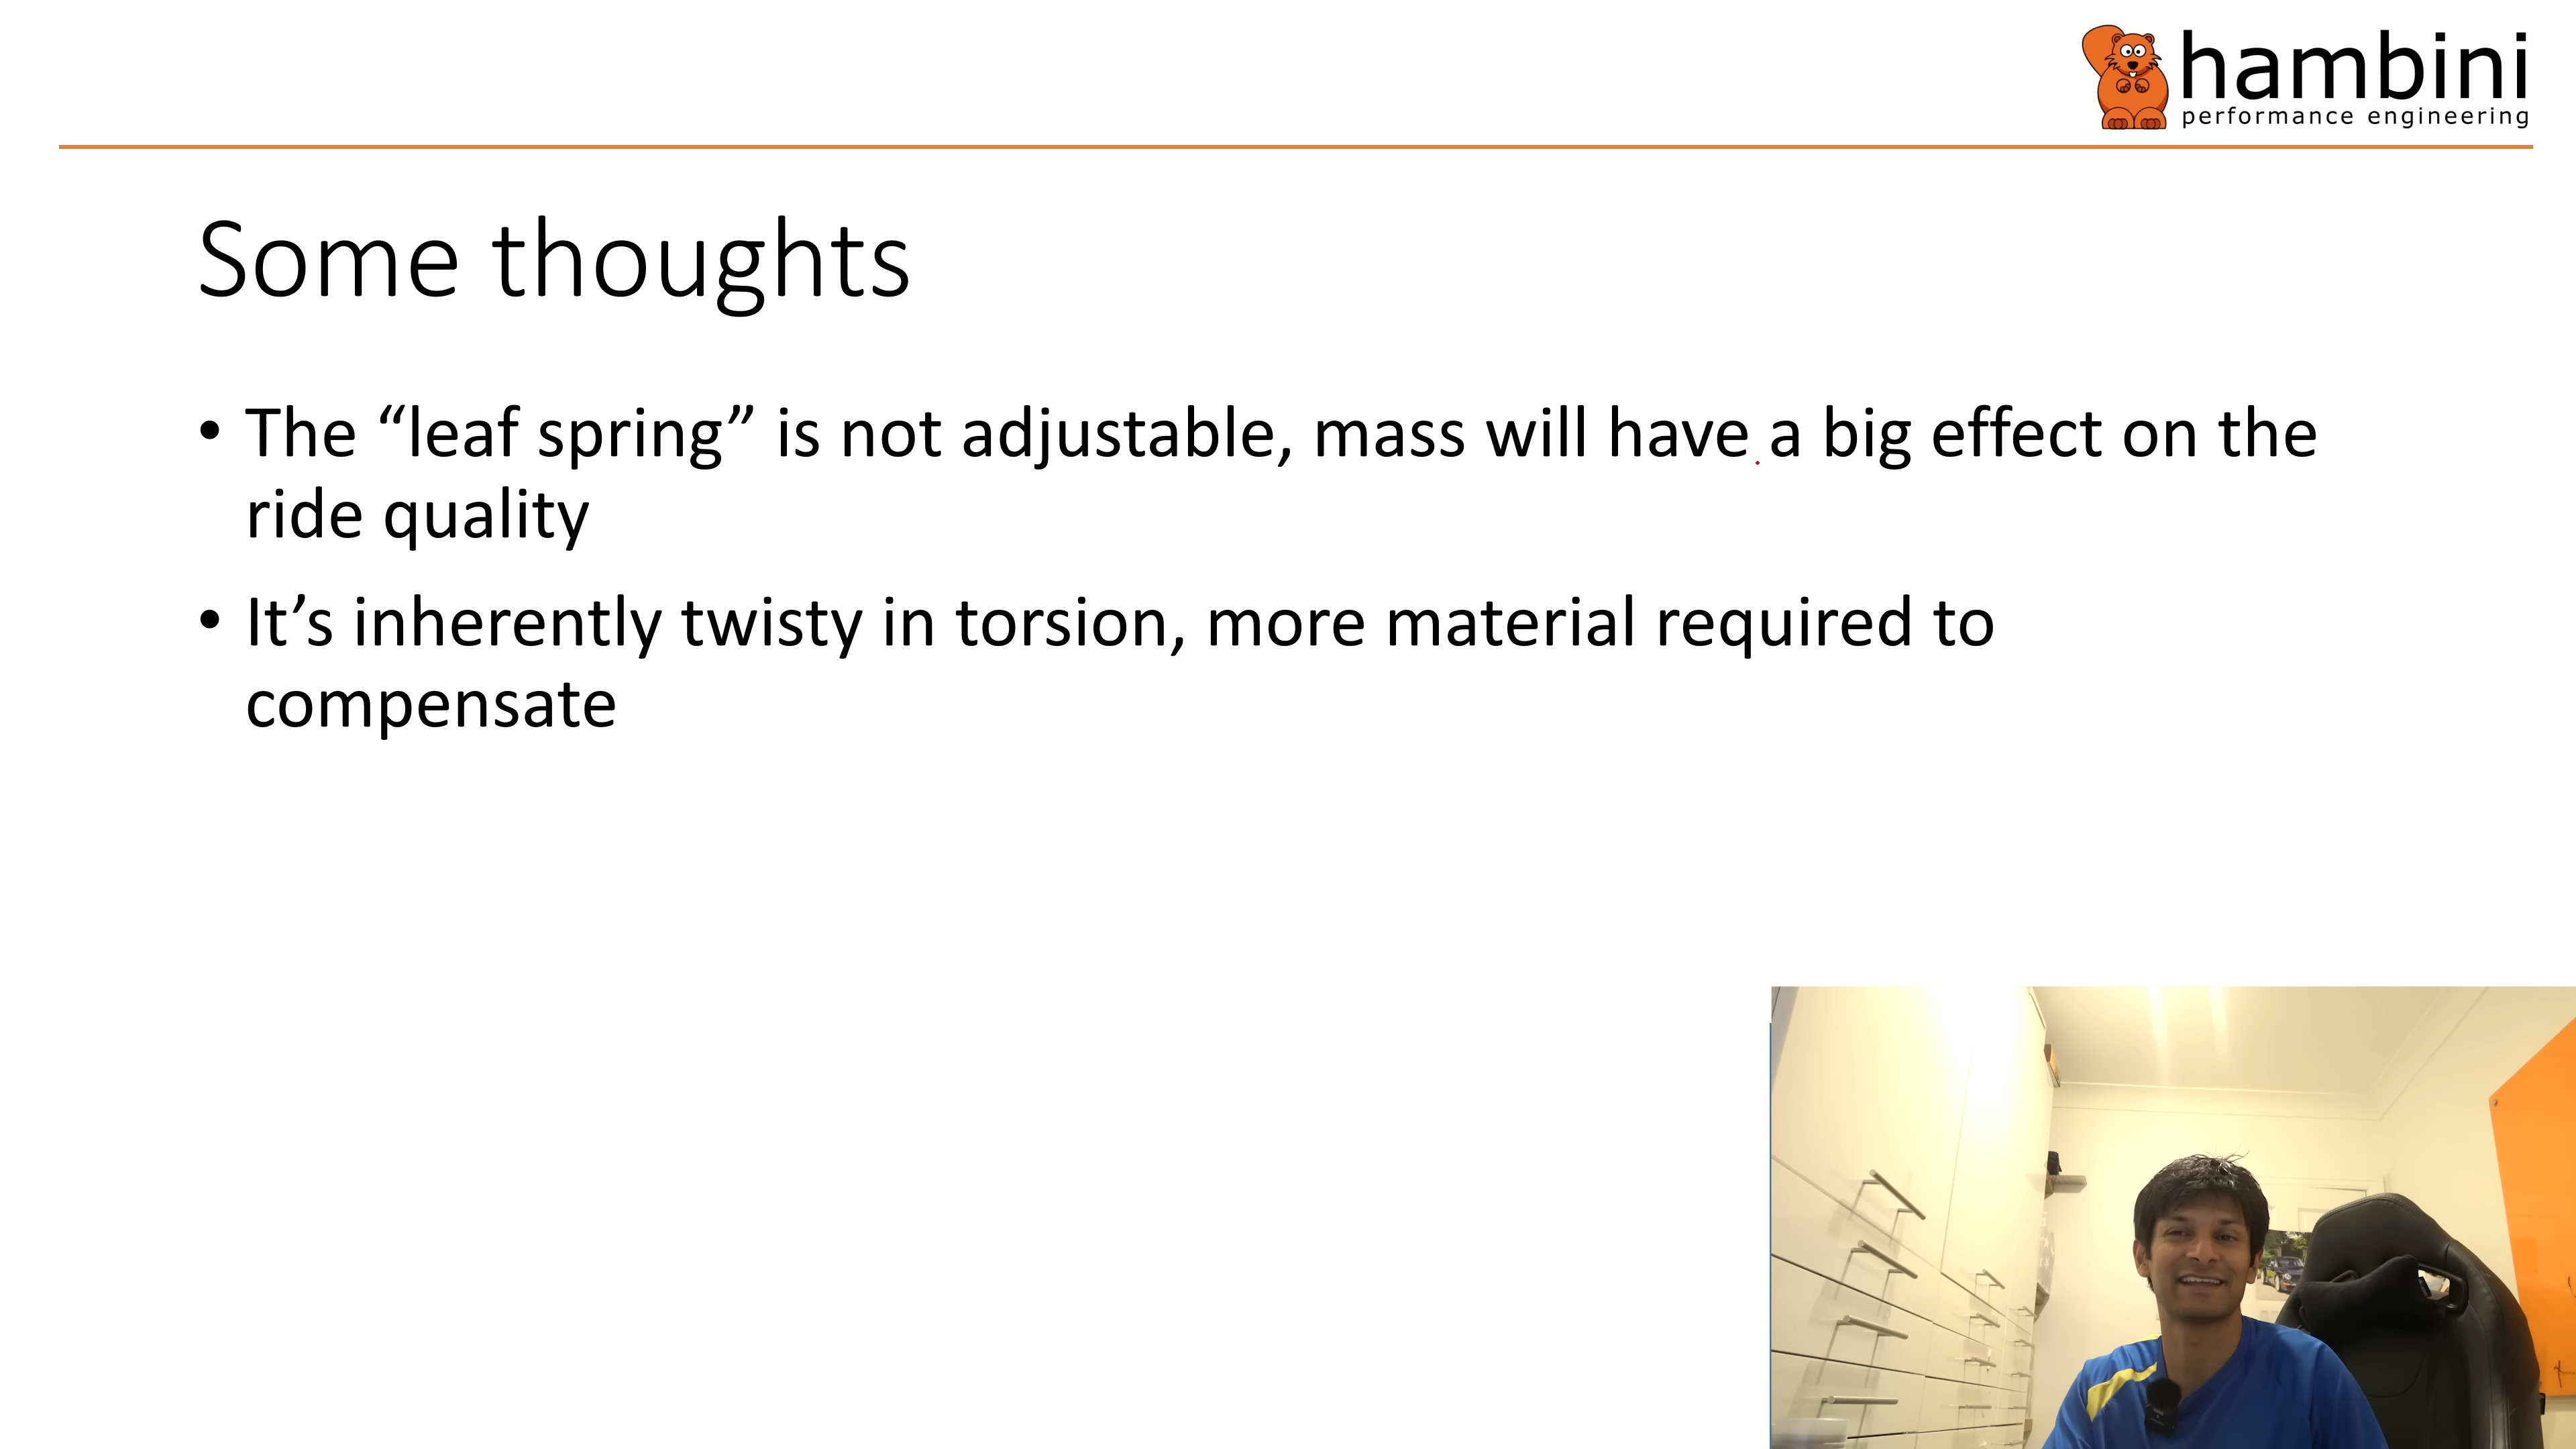 hambini
performance engineering
Some thoughts
• The “leaf spring” is not adjustable, mass will have a big effect on the
ride quality
• It’s inherently twisty in torsion, more material required to
compensate